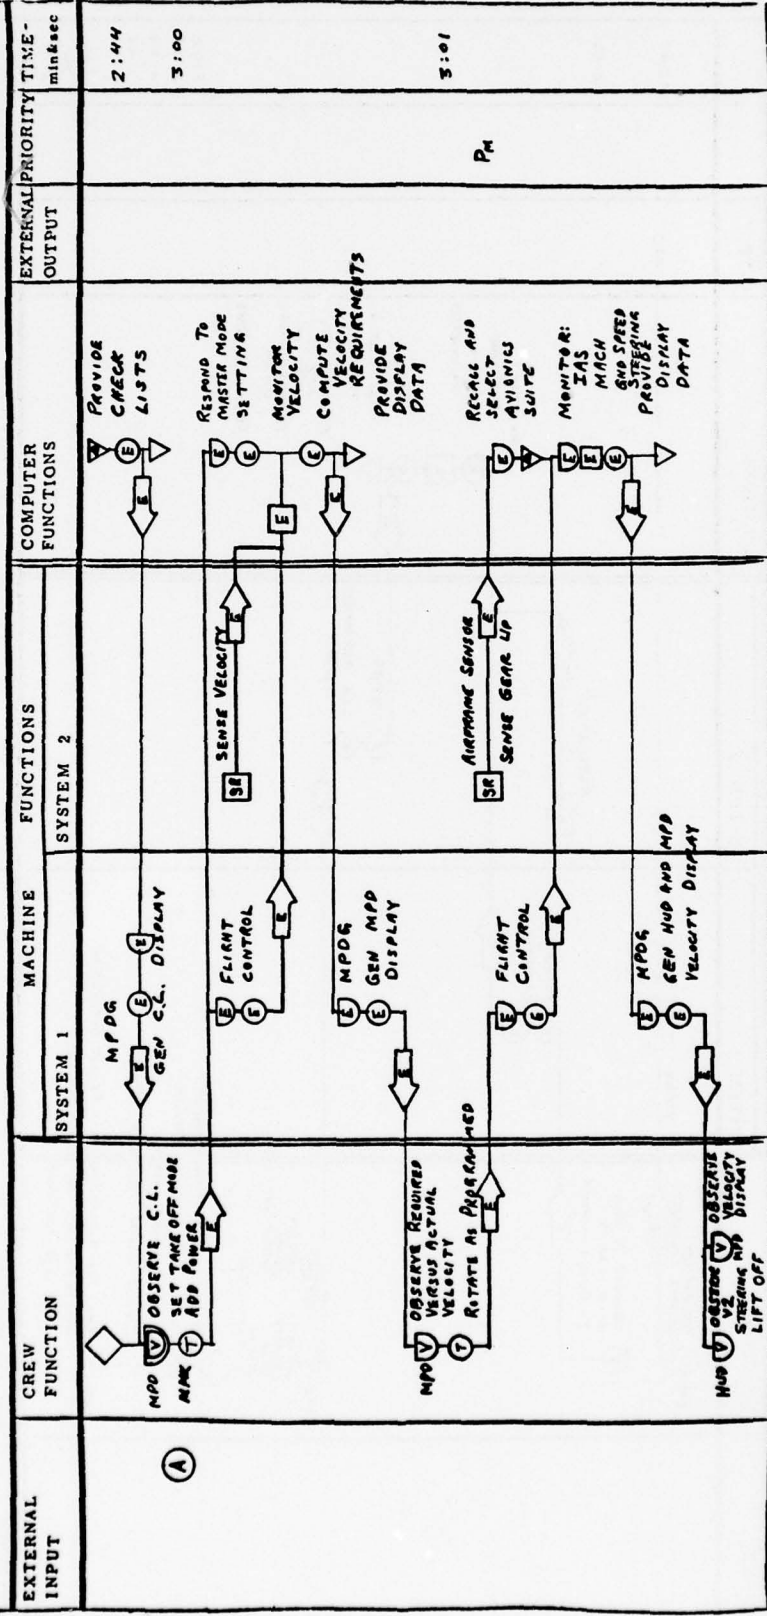 EXTERNAL
INPUT
CREW
FUNCTION
MACHINE FUNCTIONS
SYSTEM 1
SYSTEM 2
COMPUTER
FUNCTIONS
EXTERNAL
OUTPUT
PRIORITY
TIME-
min&sec
A
MPD
V
OBSERVE C.L.
T
SET TAKE OFF MODE
ADD POWER
E
MPDG
E
E
E
GEN C.L. DISPLAY
E
E
PROVIDE
CHECK
LISTS
2:44
3:00
E
E
FLIGHT
CONTROL
E
SR
SENSE VELOCITY
E
E
E
E
RESPOND TO
MASTER MODE
SETTING
MONITOR
VELOCITY
E
COMPUTE
VELOCITY
REQUIREMENTS
PROVIDE
DISPLAY
DATA
E
E
MPDG
GEN MPD
DISPLAY
E
MPD
V
OBSERVE REQUIRED
VERSUS ACTUAL
VELOCITY
T
ROTATE AS PROGRAMMED
E
E
E
FLIGHT
CONTROL
E
SR
AIRFRAME SENSOR
SENSE GEAR UP
E
E
RECALL AND
SELECT
AVIONICS
SUITE
PM
3:01
E
E
E
MONITOR:
IAS
MACH
GND SPEED
STEERING
PROVIDE
DISPLAY
DATA
E
E
E
MPDG
GEN HUD AND MPD
VELOCITY DISPLAY
E
HUD
V
V2
STEERING
LIFT OFF
V
MPD
OBSERVE
VELOCITY
DISPLAY